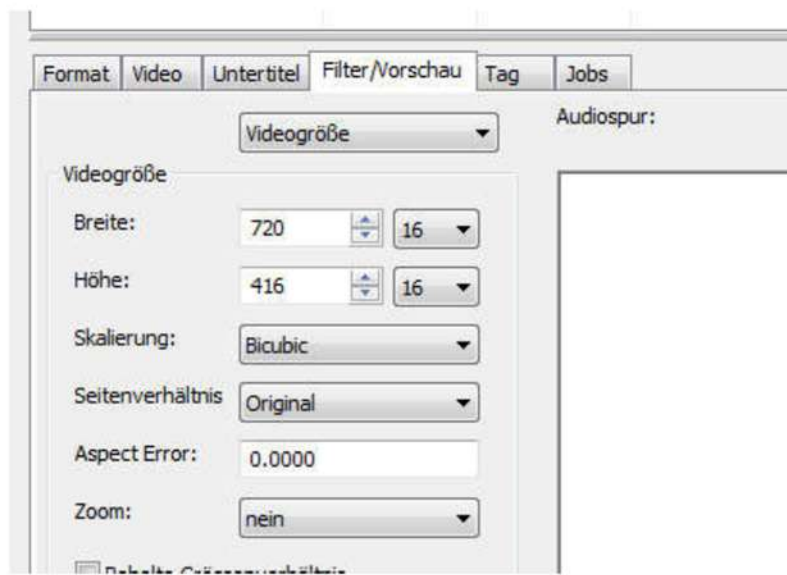 Format Video Untertitel Filter/Vorschau Tag Jobs
Videogröße Audiospur:
Videogröße
Breite: 720 16
Höhe: 416 16
Skalierung: Bicubic
Seitenverhältnis Original
Aspect Error: 0.0000
Zoom: nein